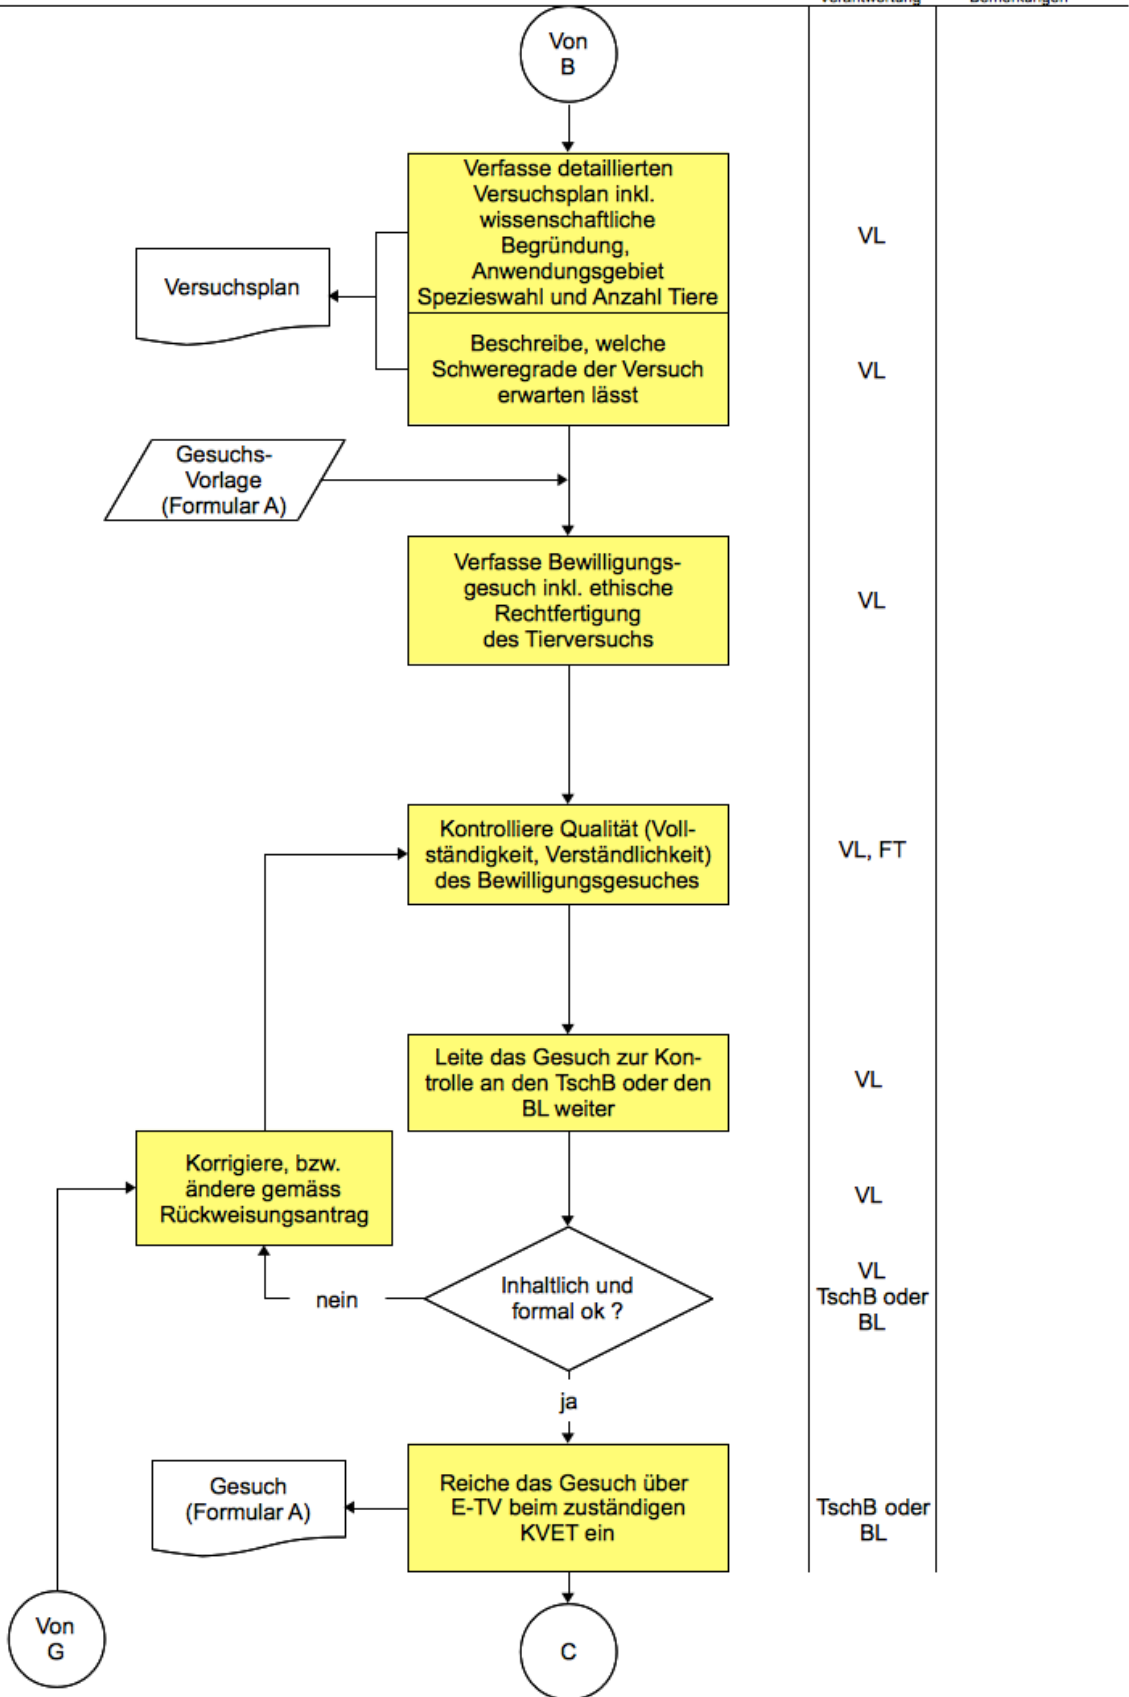 Verantwortung
Bemerkungen
Von
B
Verfasse detaillierten
Versuchsplan inkl.
wissenschaftliche
Begründung,
Anwendungsgebiet
Spezieswahl und Anzahl Tiere
VL
Versuchsplan
Beschreibe, welche
Schweregrade der Versuch
erwarten lässt
VL
Gesuchs-
Vorlage
(Formular A)
Verfasse Bewilligungs-
gesuch inkl. ethische
Rechtfertigung
des Tierversuchs
VL
Kontrolliere Qualität (Voll-
ständigkeit, Verständlichkeit)
des Bewilligungsgesuches
VL, FT
Leite das Gesuch zur Kon-
trolle an den TschB oder den
BL weiter
VL
Korrigiere, bzw.
ändere gemäss
Rückweisungsantrag
VL
Inhaltlich und
formal ok ?
nein
VL
TschB oder
BL
ja
Reiche das Gesuch über
E-TV beim zuständigen
KVET ein
Gesuch
(Formular A)
TschB oder
BL
Von
G
C